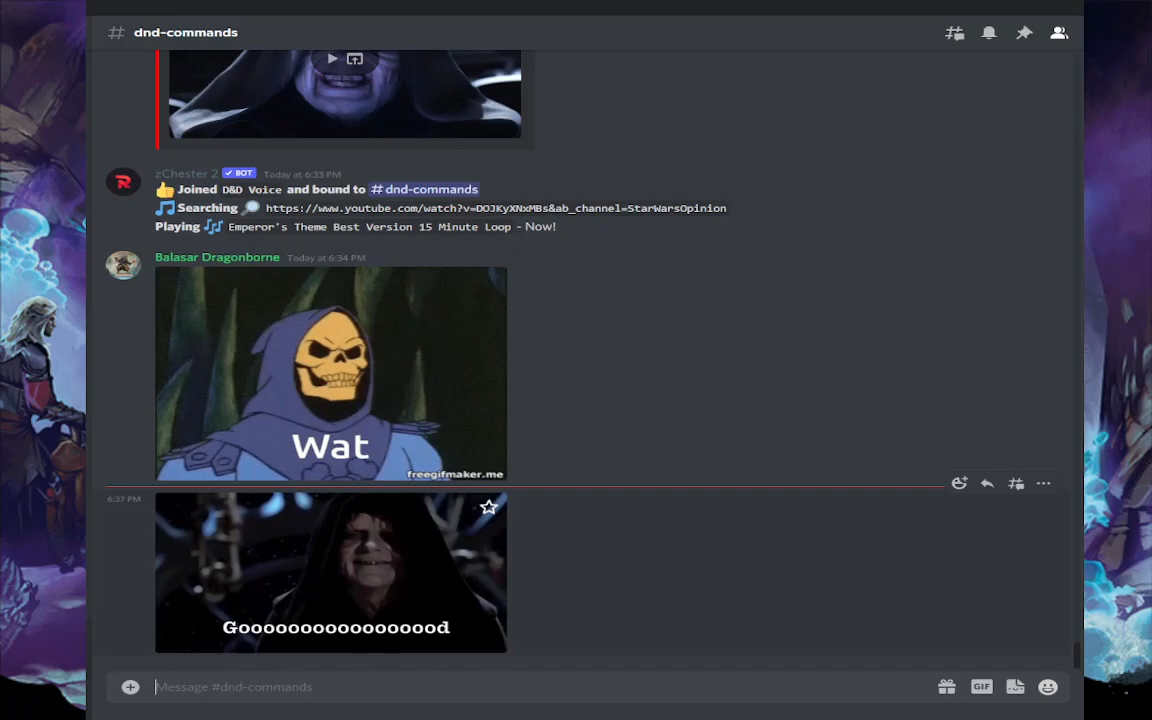 dnd-commands
zChester 2 ✓ BOT Today at 6:33 PM
Joined D&D Voice and bound to # dnd-commands
Searching https://www.youtube.com/watch?v=DOJKyXNxMBs&ab_channel=StarWarsOpinion
Playing Emperor's Theme Best Version 15 Minute Loop - Now!
Balasar Dragonborne Today at 6:34 PM
Wat
freegifmaker.me
6:37 PM
Goooooooooooooooood
Message #dnd-commands
GIF